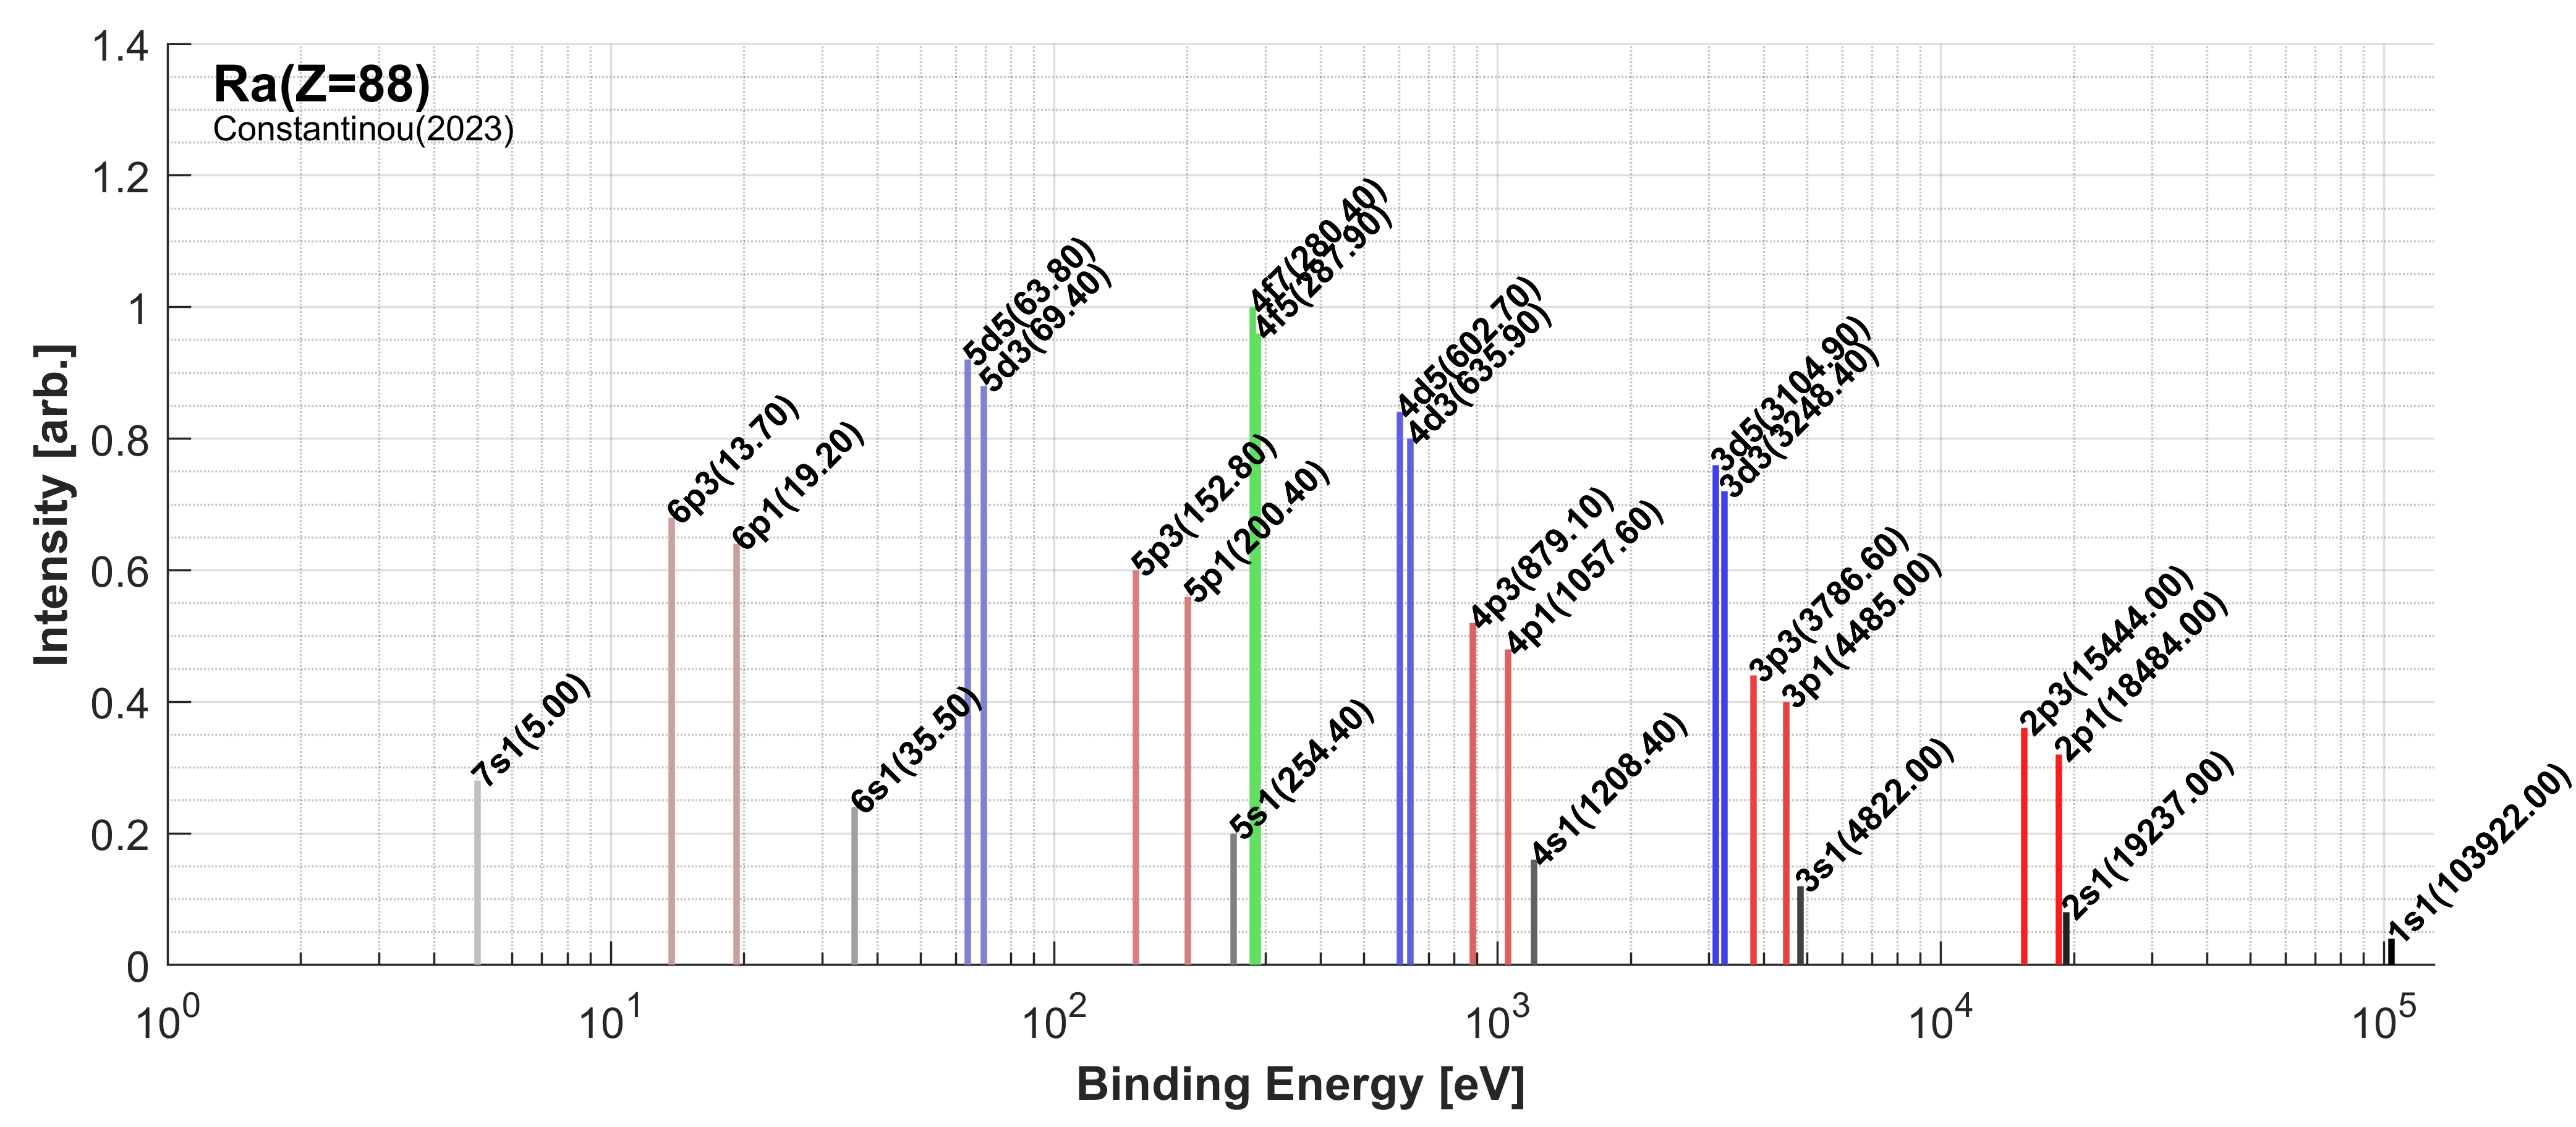 Ra(Z=88)
Constantinou(2023)
Intensity [arb.]
1.4
1.2
1
0.8
0.6
0.4
0.2
0
7s1(5.00)
6p3(13.70)
6p1(19.20)
6s1(35.50)
5d5(63.80)
5d3(69.40)
5p3(152.80)
5p1(200.40)
5s1(254.40)
4f7(280.40)
4f5(287.90)
4d5(602.70)
4d3(635.90)
4p3(879.10)
4p1(1057.60)
4s1(1208.40)
3d5(3104.90)
3d3(3248.40)
3p3(3786.60)
3p1(4485.00)
3s1(4822.00)
2p3(15444.00)
2p1(18484.00)
2s1(19237.00)
1s1(103922.00)
10^0
10^1
10^2
10^3
10^4
10^5
Binding Energy [eV]